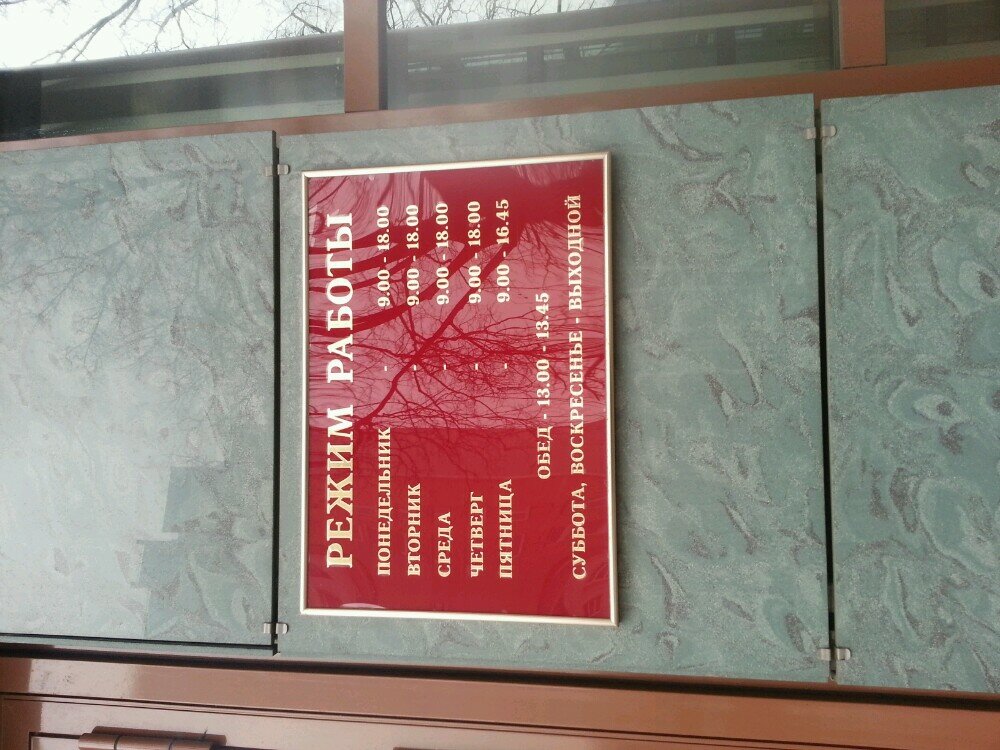 РЕЖИМ РАБОТЫ
ПОНЕДЕЛЬНИК - 9.00 - 18.00
ВТОРНИК - 9.00 - 18.00
СРЕДА - 9.00 - 18.00
ЧЕТВЕРГ - 9.00 - 18.00
ПЯТНИЦА - 9.00 - 16.45
ОБЕД - 13.00 - 13.45
СУББОТА, ВОСКРЕСЕНЬЕ - ВЫХОДНОЙ